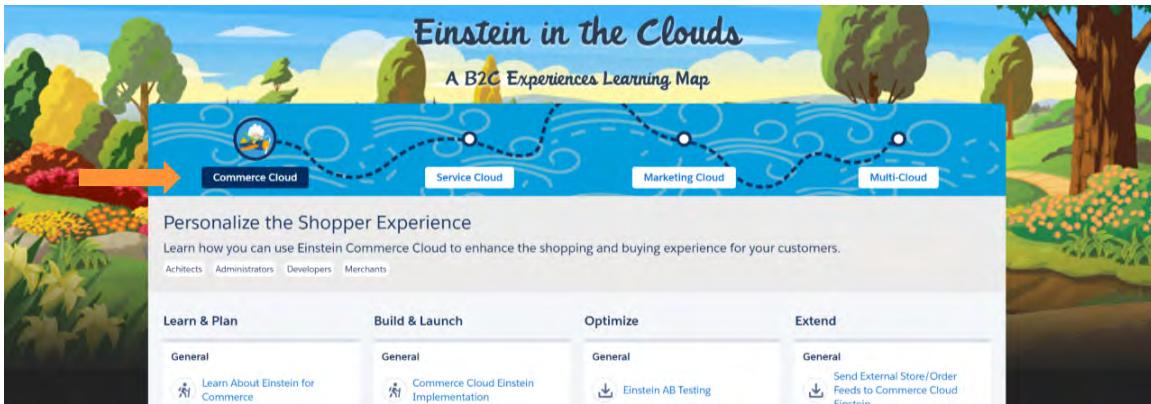 Einstein in the Clouds
A B2C Experiences Learning Map
Commerce Cloud
Service Cloud
Marketing Cloud
Multi-Cloud
Personalize the Shopper Experience
Learn how you can use Einstein Commerce Cloud to enhance the shopping and buying experience for your customers.
Achitects Administrators Developers Merchants
Learn & Plan
Build & Launch
Optimize
Extend
General
Learn About Einstein for
Commerce
General
Commerce Cloud Einstein
Implementation
General
Einstein AB Testing
General
Send External Store/Order
Feeds to Commerce Cloud
Einstein